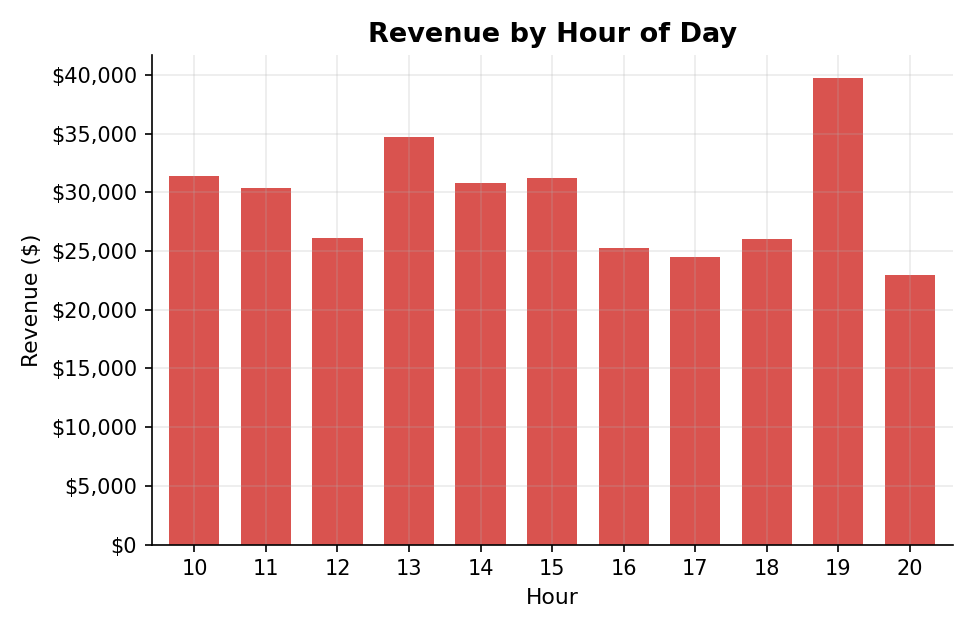 Revenue by Hour of Day
$40,000
$35,000
$30,000
$25,000
$20,000
$15,000
$10,000
$5,000
$0
Revenue ($)
10 11 12 13 14 15 16 17 18 19 20
Hour